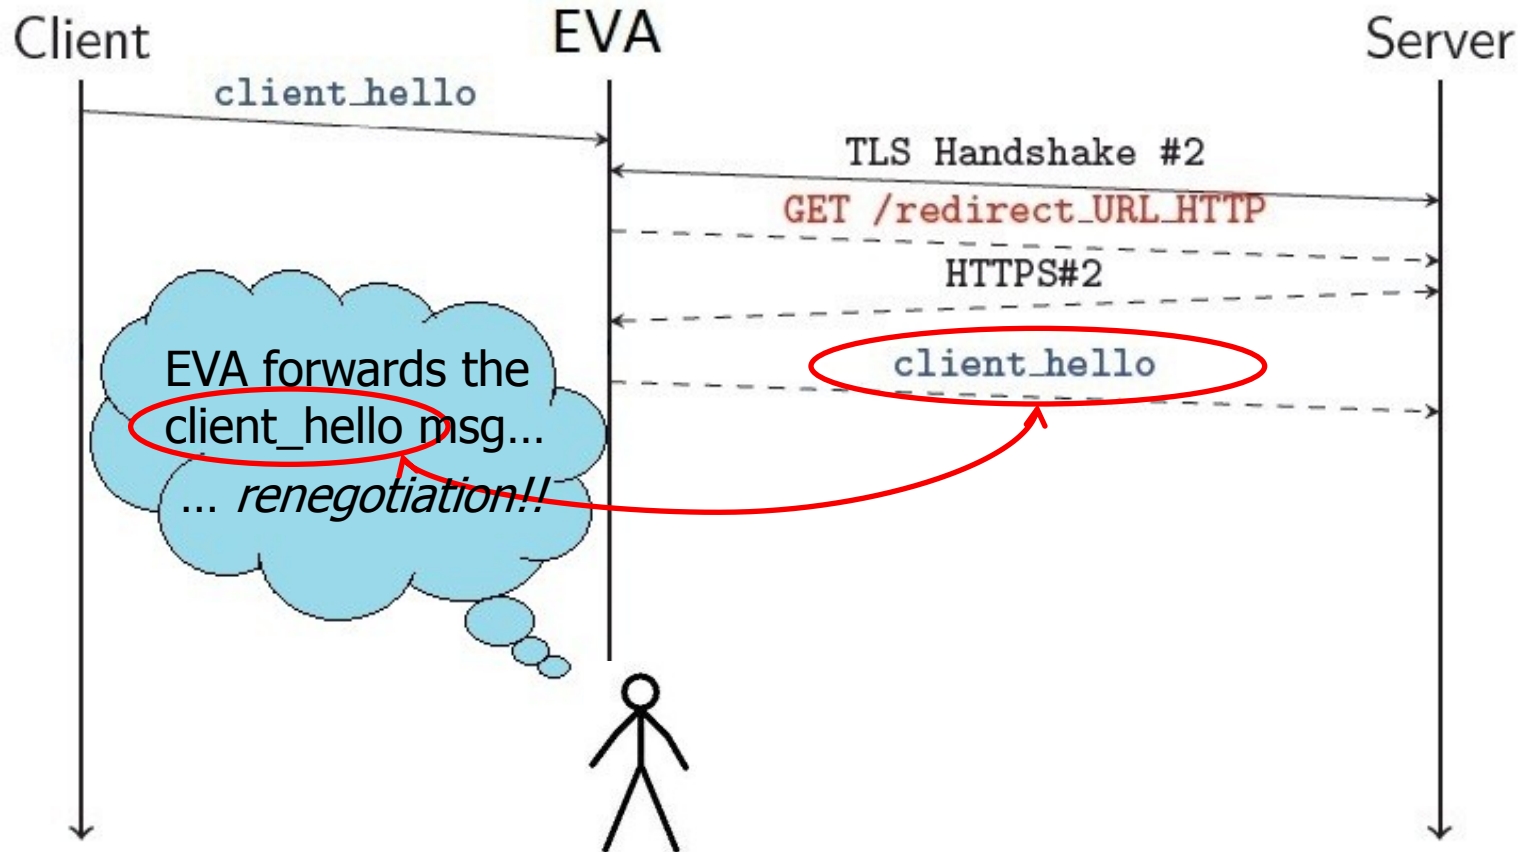 Client
EVA
Server
client_hello
TLS Handshake #2
GET /redirect_URL_HTTP
HTTPS#2
client_hello
EVA forwards the
client_hello msg...
... renegotiation!!